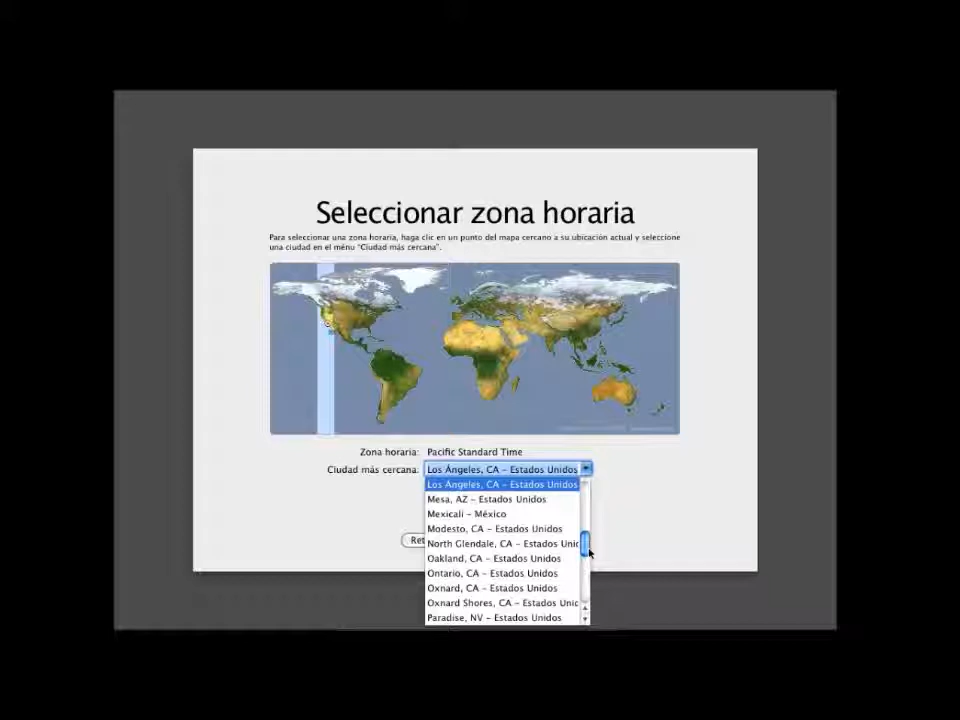 Seleccionar zona horaria
Para seleccionar una zona horaria, haga clic en un punto del mapa cercano a su ubicación actual y seleccione
una ciudad en el menu "Ciudad más cercana".
Zona horaria: Pacific Standard Time
Ciudad más cercana: Los Ángeles, CA - Estados Unidos
Los Ángeles, CA - Estados Unidos
Mesa, AZ - Estados Unidos
Mexicali - México
Modesto, CA - Estados Unidos
Ret North Glendale, CA - Estados Unic
Oakland, CA - Estados Unidos
Ontario, CA - Estados Unidos
Oxnard, CA - Estados Unidos
Oxnard Shores, CA - Estados Unic
Paradise, NV - Estados Unidos